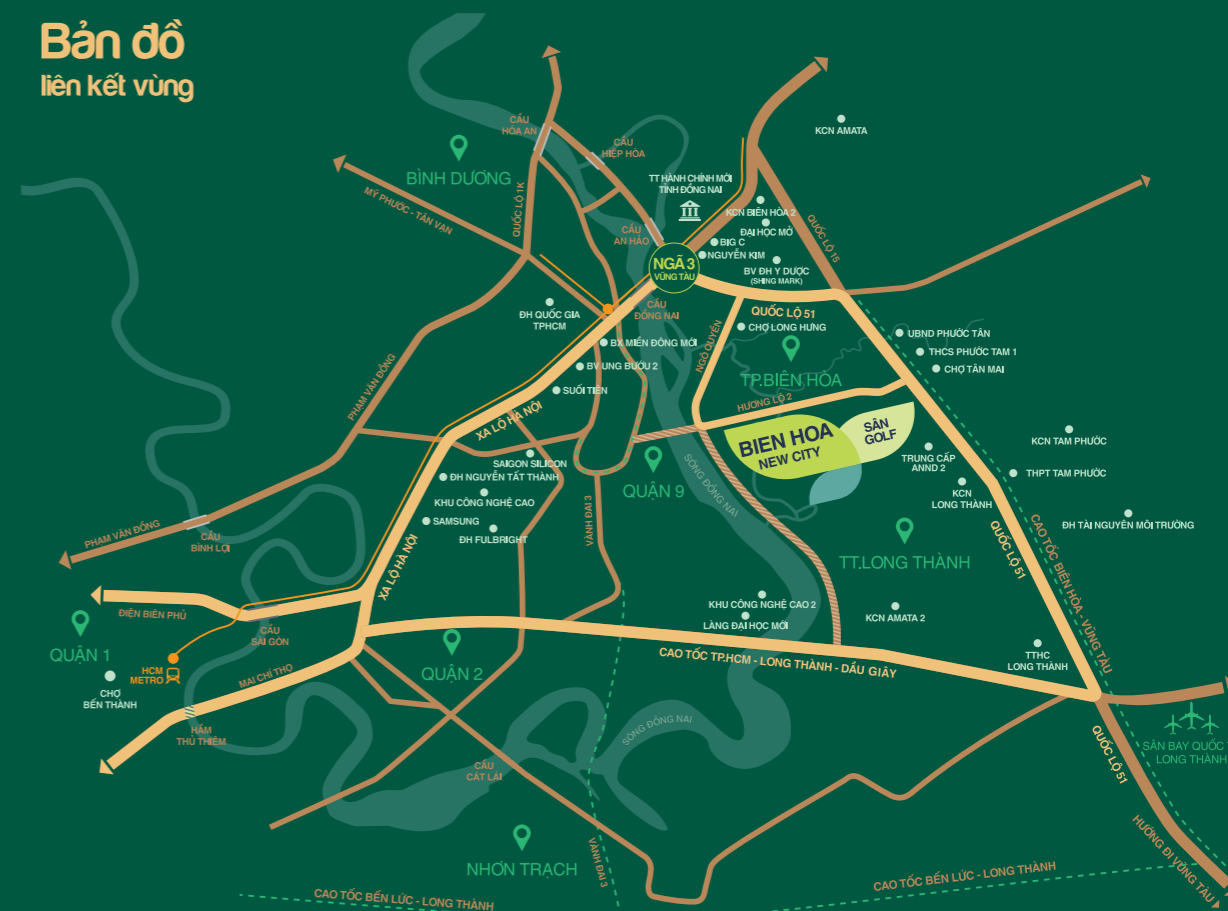 Bản đồ
liên kết vùng
CẦU
HÓA AN
CẦU
HIỆP HÒA
KCN AMATA
BÌNH DƯƠNG
MỸ PHƯỚC - TÂN VẠN
QUỐC LỘ 1K
TT HÀNH CHÍNH MỚI
TỈNH ĐỒNG NAI
KCN BIÊN HÒA 2
ĐẠI HỌC MỞ
CẦU
AN HẢO
BIG C
NGUYỄN KIM
QUỐC LỘ 15
NGÃ 3
VŨNG TÀU
BV ĐH Y DƯỢC
(SHING MARK)
ĐH QUỐC GIA
TPHCM
CẦU
ĐỒNG NAI
QUỐC LỘ 51
CHỢ LONG HƯNG
NGÔ QUYỀN
UBND PHƯỚC TÂN
THCS PHƯỚC TAM 1
CHỢ TÂN MAI
BX MIỀN ĐÔNG MỚI
BV UNG BƯỚU 2
SUỐI TIÊN
TP.BIÊN HÒA
PHẠM VĂN ĐỒNG
XA LỘ HÀ NỘI
HƯƠNG LỘ 2
BIEN HOA
NEW CITY
SÂN
GOLF
KCN TAM PHƯỚC
TRUNG CẤP
ANND 2
THPT TAM PHƯỚC
SAIGON SILICON
ĐH NGUYỄN TẤT THÀNH
KHU CÔNG NGHỆ CAO
SAMSUNG
ĐH FULBRIGHT
QUẬN 9
SÔNG ĐỒNG NAI
VÀNH ĐAI 3
KCN
LONG THÀNH
ĐH TÀI NGUYÊN MÔI TRƯỜNG
PHẠM VĂN ĐỒNG
CẦU
BÌNH LỢI
XA LỘ HÀ NỘI
TT.LONG THÀNH
QUỐC LỘ 51
CAO TỐC BIÊN HÒA - VŨNG TÀU
ĐIỆN BIÊN PHỦ
CẦU
SÀI GÒN
KHU CÔNG NGHỆ CAO 2
LÀNG ĐẠI HỌC MỚI
KCN AMATA 2
QUẬN 1
HCM
METRO
CHỢ
BẾN THÀNH
MAI CHÍ THỌ
QUẬN 2
CAO TỐC TP.HCM - LONG THÀNH - DẦU GIÂY
TTHC
LONG THÀNH
HẦM
THỦ THIÊM
SÔNG ĐỒNG NAI
CẦU
CÁT LÁI
QUỐC LỘ 51
SÂN BAY QUỐC
LONG THÀNH
NHƠN TRẠCH
VÀNH ĐAI 3
HƯỚNG ĐI VŨNG TÀU
CAO TỐC BẾN LỨC - LONG THÀNH
CAO TỐC BẾN LỨC - LONG THÀNH